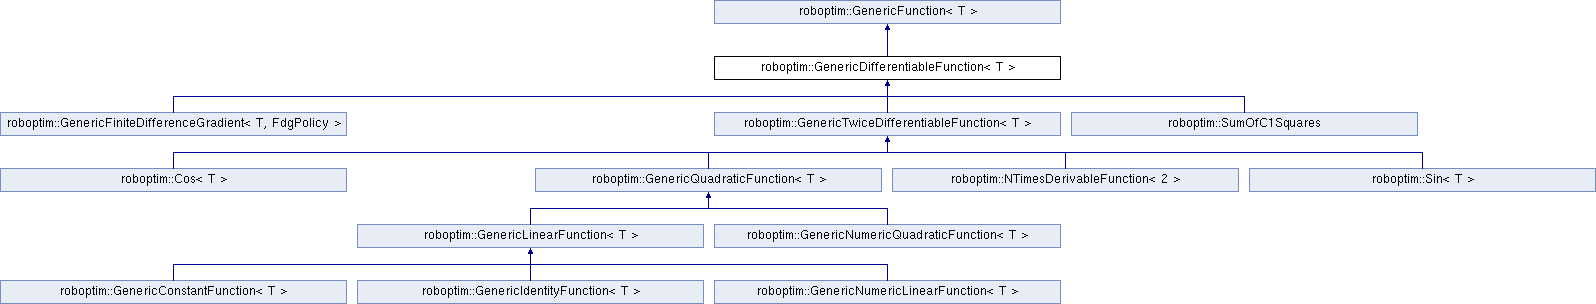 roboptim::GenericFunction< T >
roboptim::GenericDifferentiableFunction< T >
roboptim::GenericFiniteDifferenceGradient< T, FdgPolicy >
roboptim::GenericTwiceDifferentiableFunction< T >
roboptim::SumOfC1Squares
roboptim::Cos< T >
roboptim::GenericQuadraticFunction< T >
roboptim::NTimesDerivableFunction< 2 >
roboptim::Sin< T >
roboptim::GenericLinearFunction< T >
roboptim::GenericNumericQuadraticFunction< T >
roboptim::GenericConstantFunction< T >
roboptim::GenericIdentityFunction< T >
roboptim::GenericNumericLinearFunction< T >